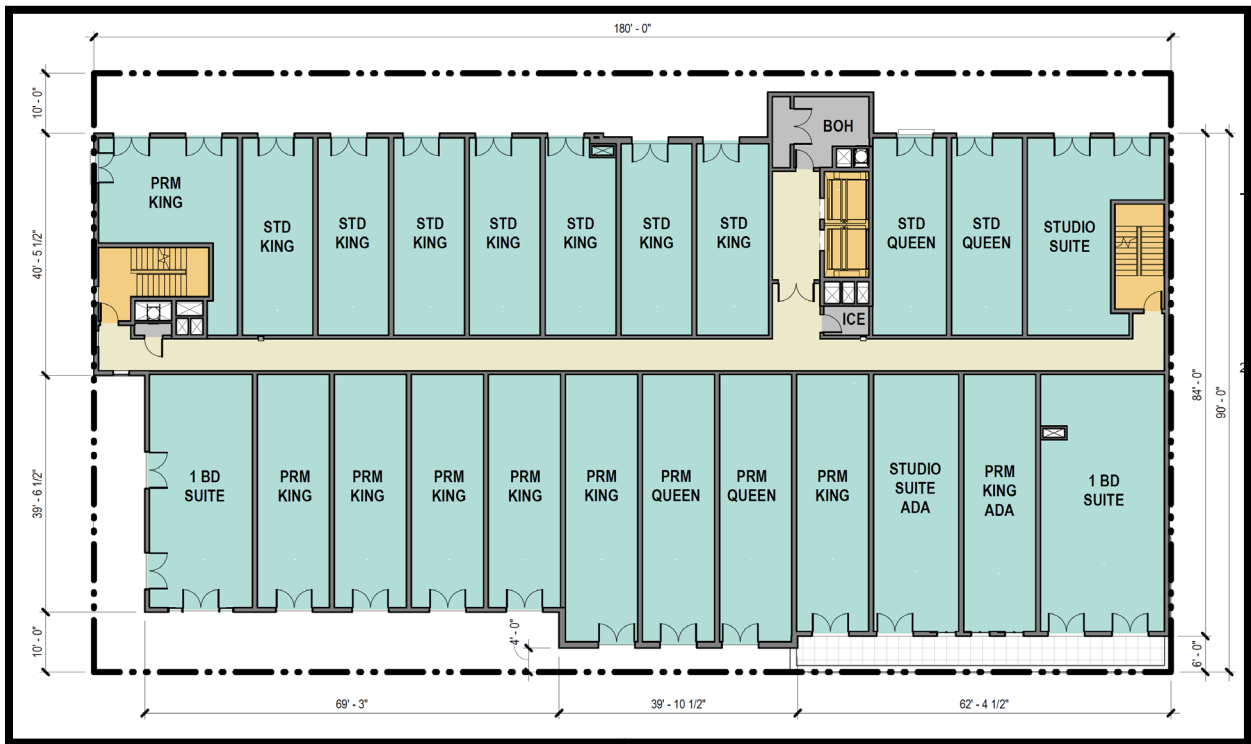 180' - 0"
10' - 0"
BOH
PRM
KING
STD
KING
STD
KING
STD
KING
STD
KING
STD
KING
STD
KING
STD
KING
STD
QUEEN
STD
QUEEN
STUDIO
SUITE
40' - 5 1/2"
ICE
84' - 0"
90' - 0"
39' - 6 1/2"
1 BD
SUITE
PRM
KING
PRM
KING
PRM
KING
PRM
KING
PRM
KING
PRM
QUEEN
PRM
QUEEN
PRM
KING
STUDIO
SUITE
ADA
PRM
KING
ADA
1 BD
SUITE
10' - 0"
4' - 0"
6' - 0"
69' - 3"
39' - 10 1/2"
62' - 4 1/2"